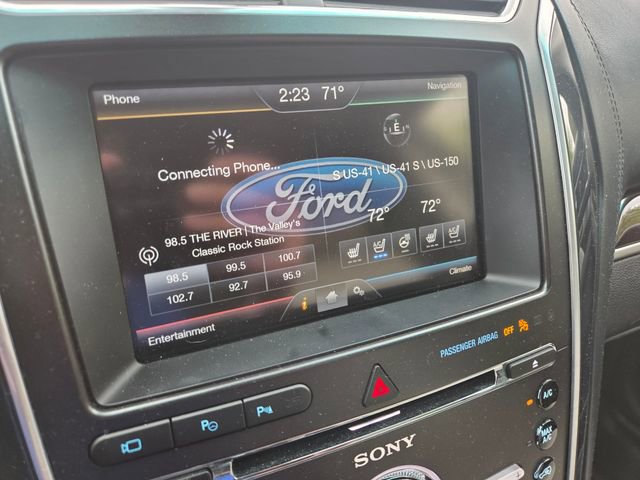 Phone
2:23 71°
Navigation
E
Connecting Phone...
S US-41 \ US-41 S \ US-150
Ford
72° 72°
98.5 THE RIVER | The Valley's
Classic Rock Station
98.5 99.5 100.7
102.7 92.7 95.9
A/C
Climate
i
Entertainment
PASSENGER AIRBAG OFF
P
P
A/C
MAX
A/C
SONY